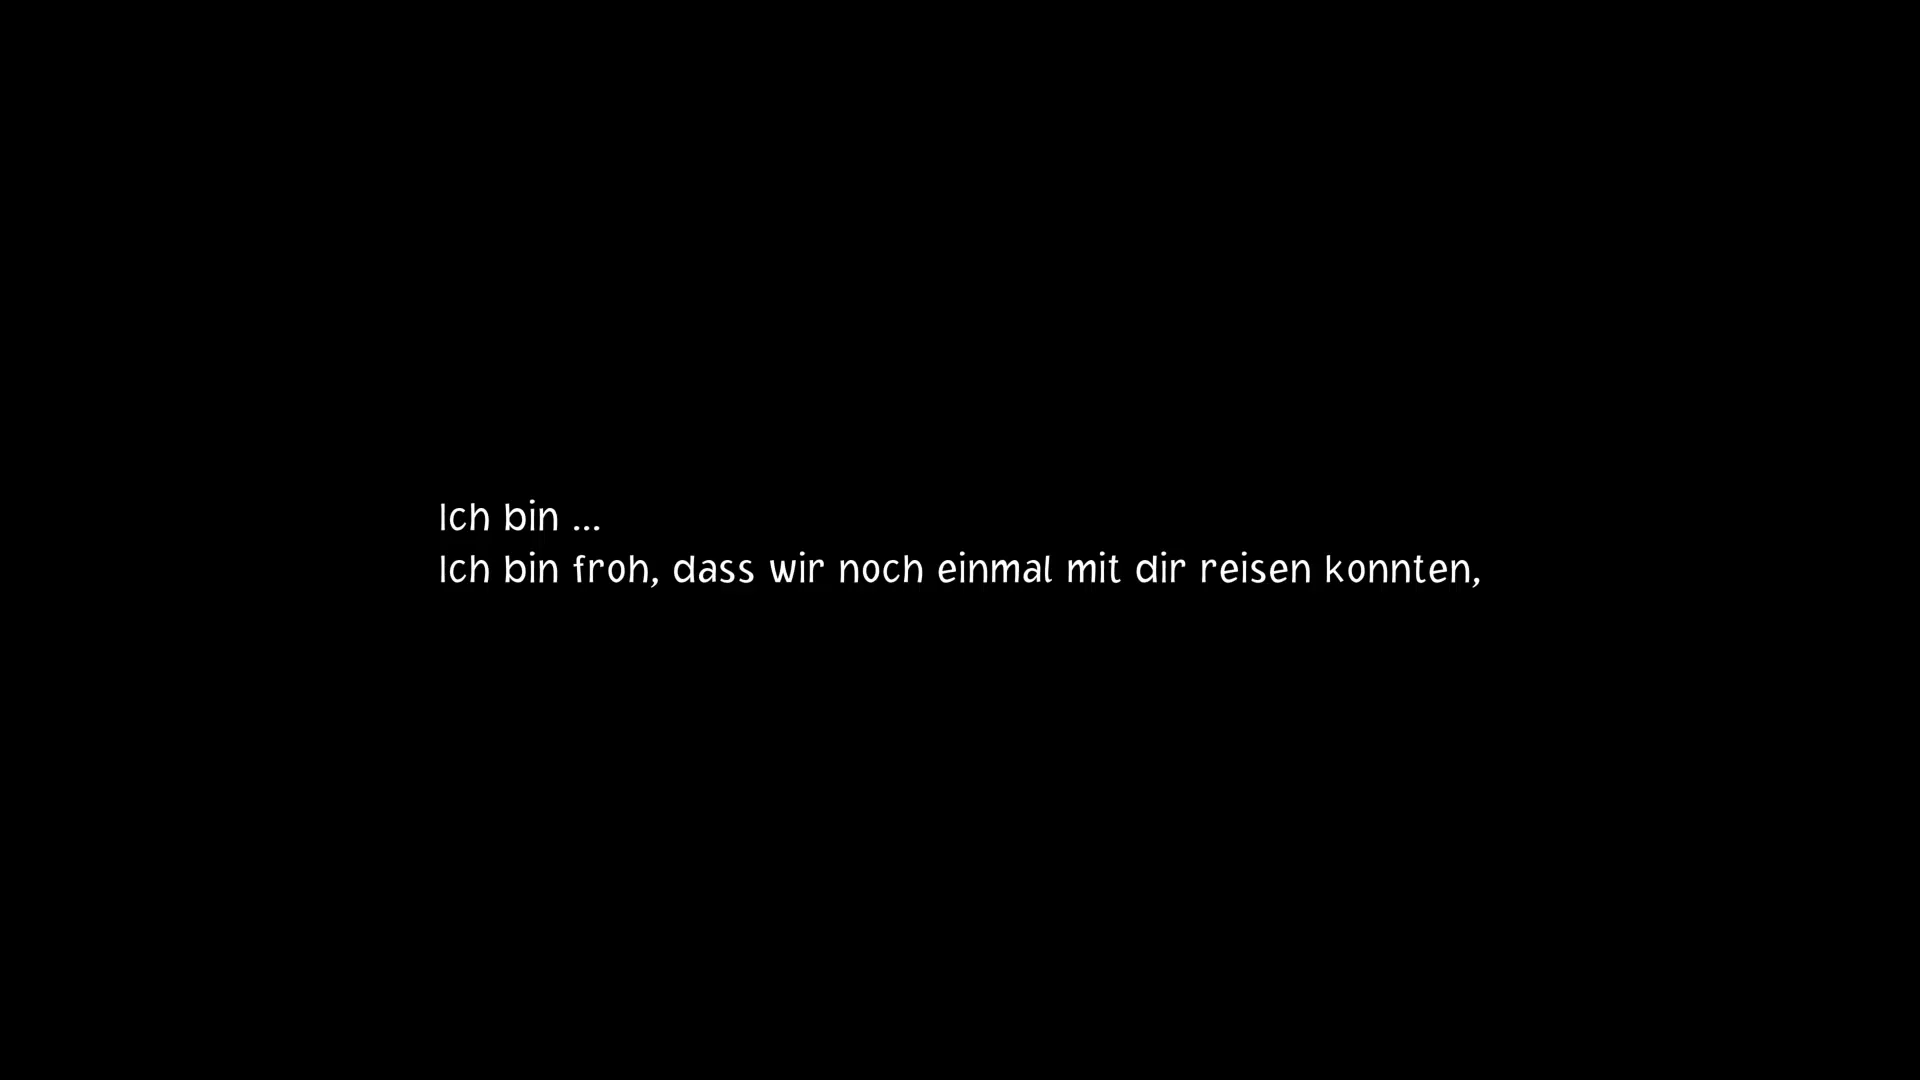 Ich bin ...
Ich bin froh, dass wir noch einmal mit dir reisen konnten,